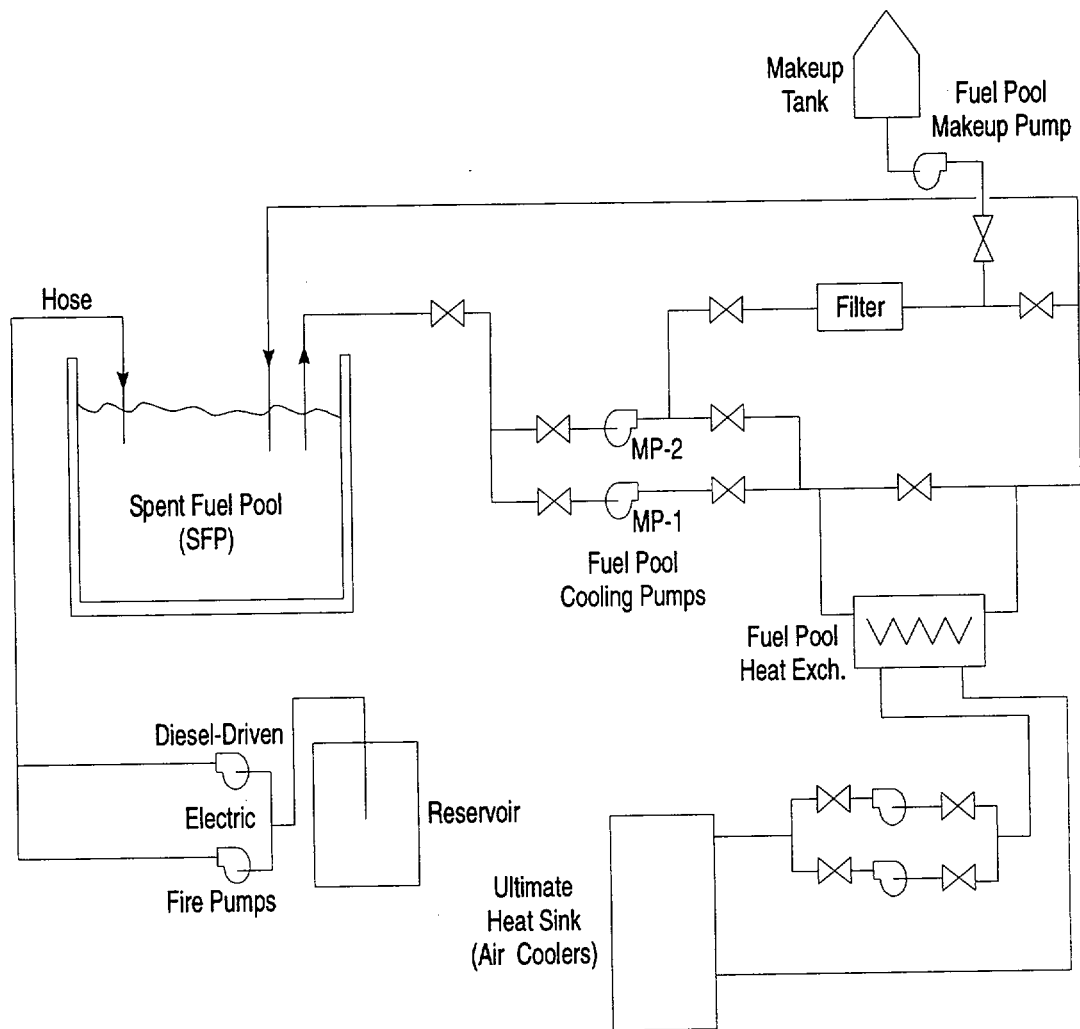 Makeup
Tank
Fuel Pool
Makeup Pump
Hose
Filter
MP-2
MP-1
Spent Fuel Pool
(SFP)
Fuel Pool
Cooling Pumps
Fuel Pool
Heat Exch.
Diesel-Driven
Electric
Reservoir
Fire Pumps
Ultimate
Heat Sink
(Air Coolers)